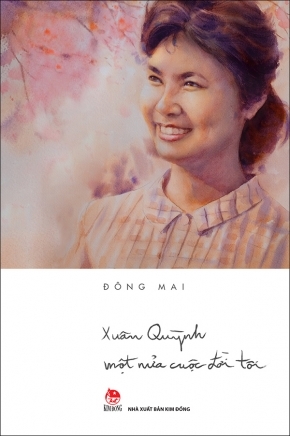 ĐÔNG MAI
Xuân Quỳnh
một nửa cuộc đời tôi
KIM ĐỒNG
NHÀ XUẤT BẢN KIM ĐỒNG